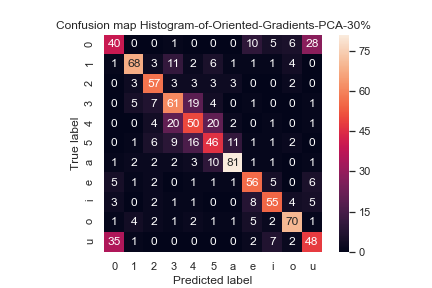 Confusion map Histogram-of-Oriented-Gradients-PCA-30%
0 40 0 0 1 0 0 0 10 5 6 28
1 1 68 3 11 2 6 1 1 1 4 0
2 0 3 57 3 3 3 3 0 0 2 0
3 0 5 7 61 19 4 0 1 0 0 1
4 0 0 4 20 50 20 2 0 1 0 1
5 0 1 6 9 16 46 11 1 1 2 0
a 1 2 2 2 3 10 81 1 1 0 1
e 5 1 2 0 1 1 1 56 5 0 6
i 3 0 2 1 1 0 0 8 55 4 5
o 1 4 2 1 2 1 1 5 2 70 1
u 35 1 0 0 0 0 0 2 7 2 48
0 1 2 3 4 5 a e i o u
Predicted label
True label
75
60
45
30
15
0